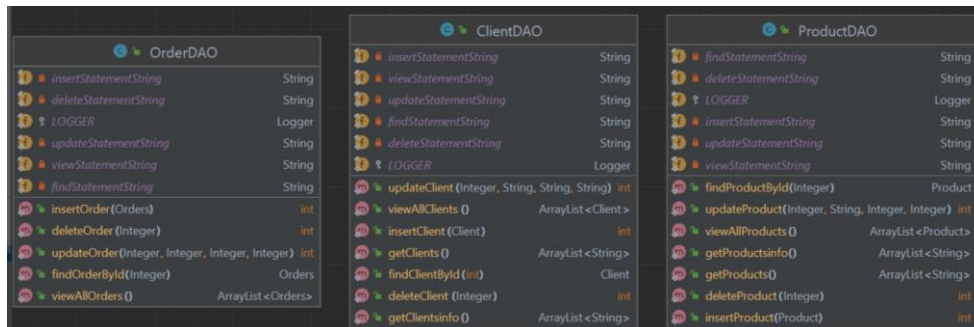 OrderDAO
insertStatementString String
deleteStatementString String
LOGGER Logger
updateStatementString String
viewStatementString String
findStatementString String
insertOrder(Orders) int
deleteOrder (Integer) int
updateOrder(Integer, Integer, Integer, Integer) int
findOrderById(Integer) Orders
viewAllOrders () ArrayList<Orders>
ClientDAO
insertStatementString String
viewStatementString String
updateStatementString String
findStatementString String
deleteStatementString String
LOGGER Logger
updateClient (Integer, String, String, String) int
viewAllClients () ArrayList<Client>
insertClient (Client) int
getClients () ArrayList<String>
findClientById (int) Client
deleteClient (Integer) int
getClientsinfo () ArrayList<String>
ProductDAO
findStatementString String
deleteStatementString String
LOGGER Logger
insertStatementString String
updateStatementString String
viewStatementString String
findProductById(Integer) Product
updateProduct(Integer, String, Integer, Integer) int
viewAllProducts() ArrayList<Product>
getProductsinfo() ArrayList<String>
getProducts() ArrayList<String>
deleteProduct (Integer) int
insertProduct(Product) int